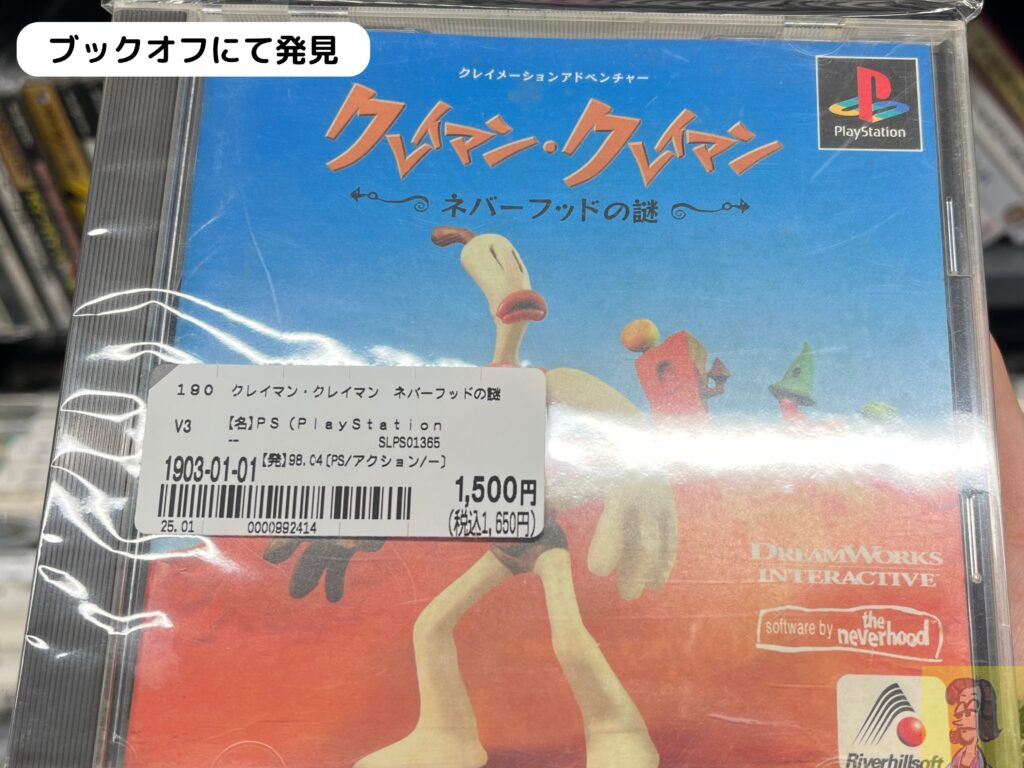 ブックオフにて発見
クレイメーションアドベンチャー
クレイマン・クレイマン
ネバーフッドの謎
PlayStation
190 クレイマン・クレイマン ネバーフッドの謎
V3 【名】PS (PlayStation
-- SLPS01365
1903-01-01 【発】98.04[PS/アクション/ー]
1,500円
(税込1,650円)
25.01 0000992414
DREAMWORKS
INTERACTIVE
software by the neverhood
Riverhillsoft